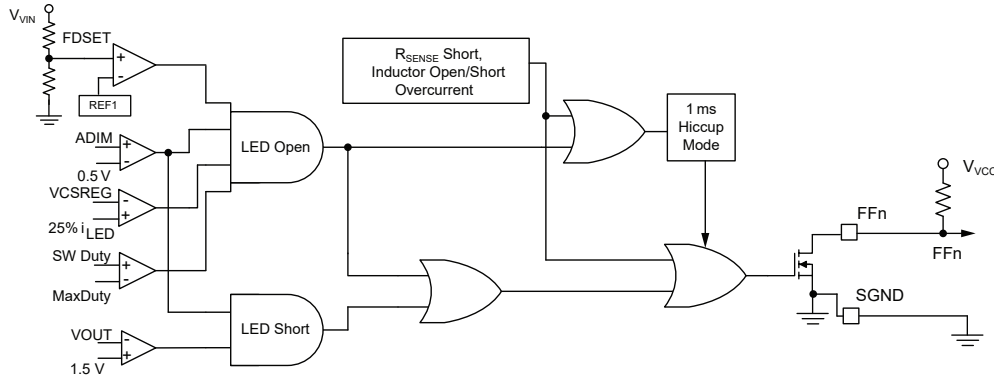 VVIN
FDSET
+
-
REF1
ADIM
+
-
0.5 V
VCSREG
-
+
25% iLED
SW Duty
+
-
MaxDuty
VOUT
-
+
1.5 V
LED Open
LED Short
RSENSE Short,
Inductor Open/Short
Overcurrent
1 ms
Hiccup
Mode
VVCC
FFn
FFn
SGND